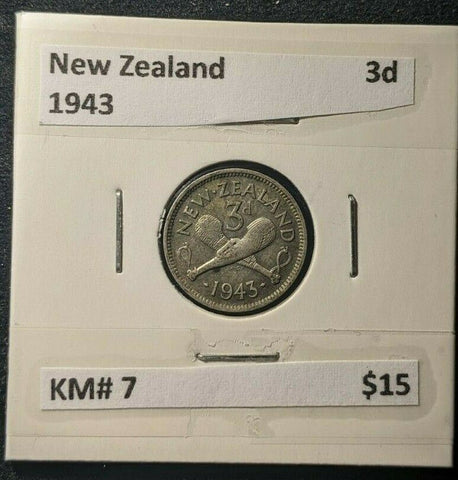 New Zealand 3d
1943
NEW·ZEALAND
3d
·1943·
KM# 7 $15